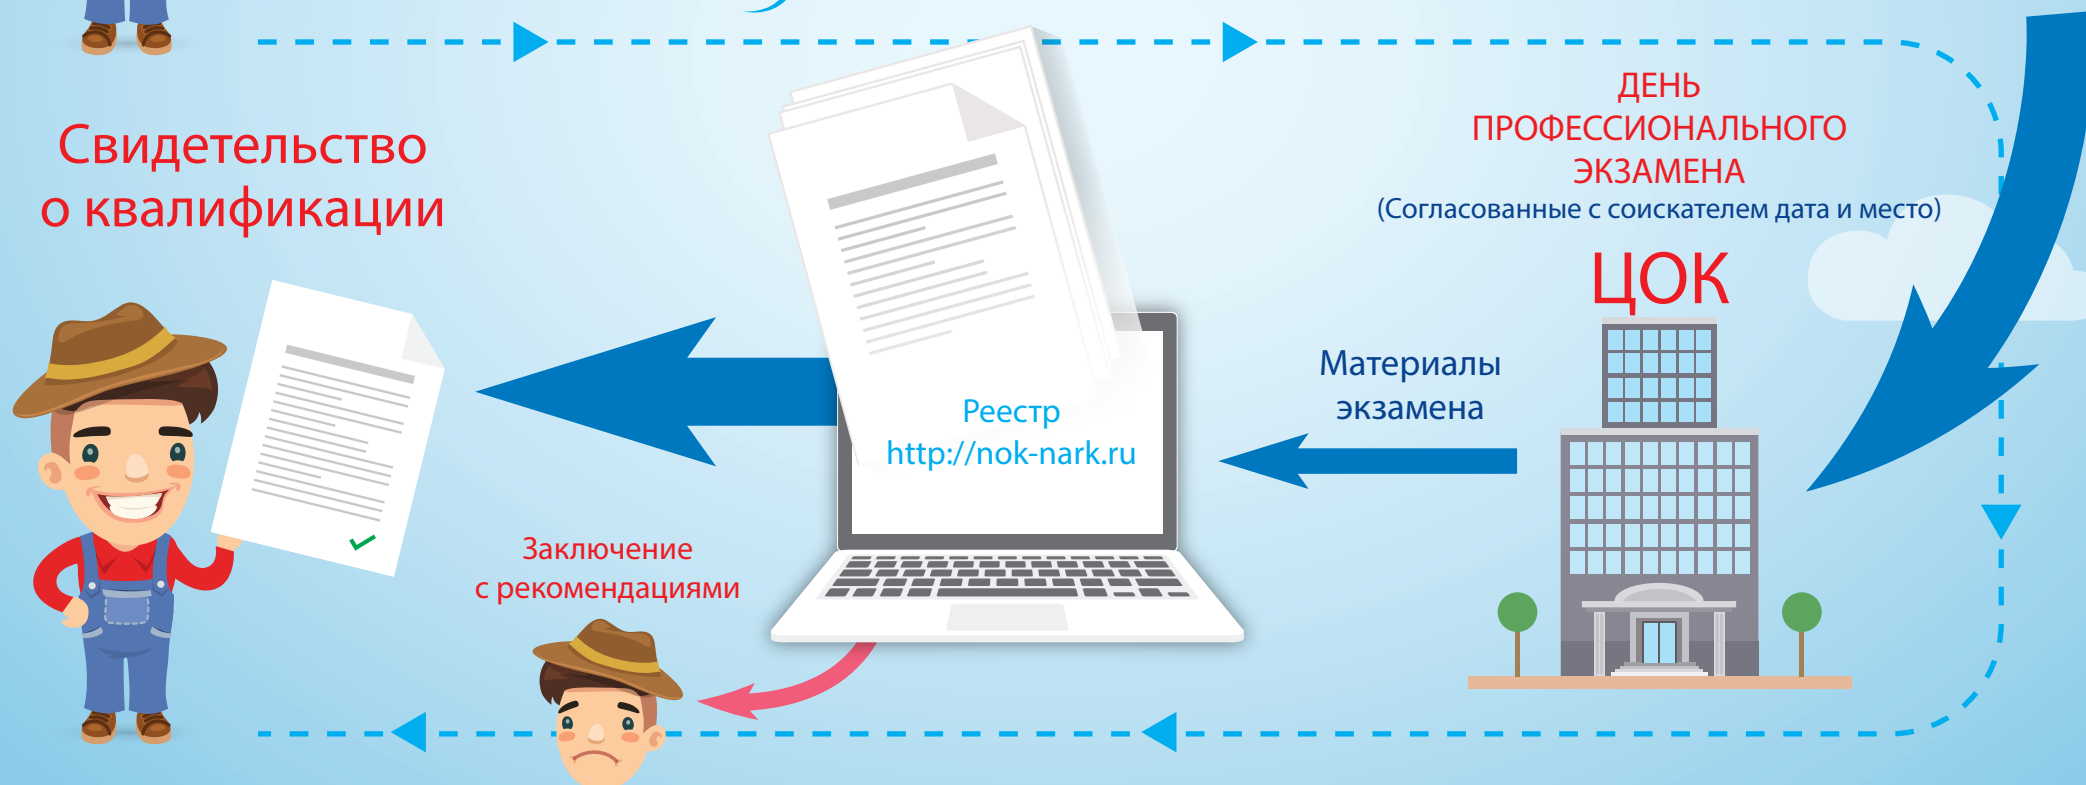 Свидетельство
о квалификации
ДЕНЬ
ПРОФЕССИОНАЛЬНОГО
ЭКЗАМЕНА
(Согласованные с соискателем дата и место)
ЦОК
Материалы
экзамена
Реестр
http://nok-nark.ru
Заключение
с рекомендациями